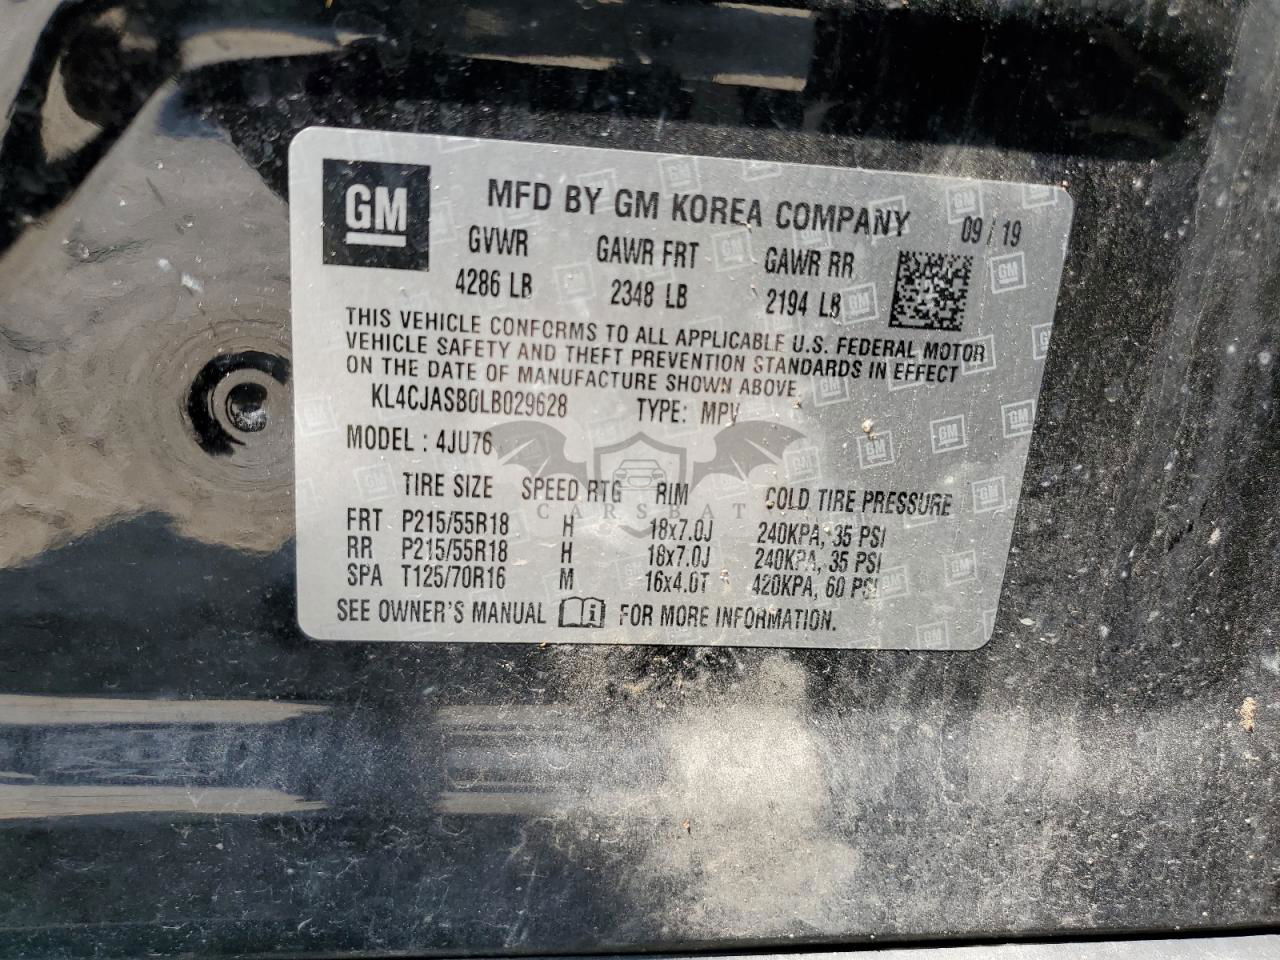 GM MFD BY GM KOREA COMPANY 09 / 19
GVWR GAWR FRT GAWR RR
4286 LB 2348 LB 2194 LB
THIS VEHICLE CONFORMS TO ALL APPLICABLE U.S. FEDERAL MOTOR
VEHICLE SAFETY AND THEFT PREVENTION STANDARDS IN EFFECT
ON THE DATE OF MANUFACTURE SHOWN ABOVE.
KL4CJASB0LB029628 TYPE: MPV
MODEL : 4JU76
TIRE SIZE SPEED RTG RIM COLD TIRE PRESSURE
CARSBAT
FRT P215/55R18 H 18x7.0J 240KPA, 35 PSI
RR P215/55R18 H 18x7.0J 240KPA, 35 PSI
SPA T125/70R16 M 16x4.0T 420KPA, 60 PSI
SEE OWNER'S MANUAL i FOR MORE INFORMATION.